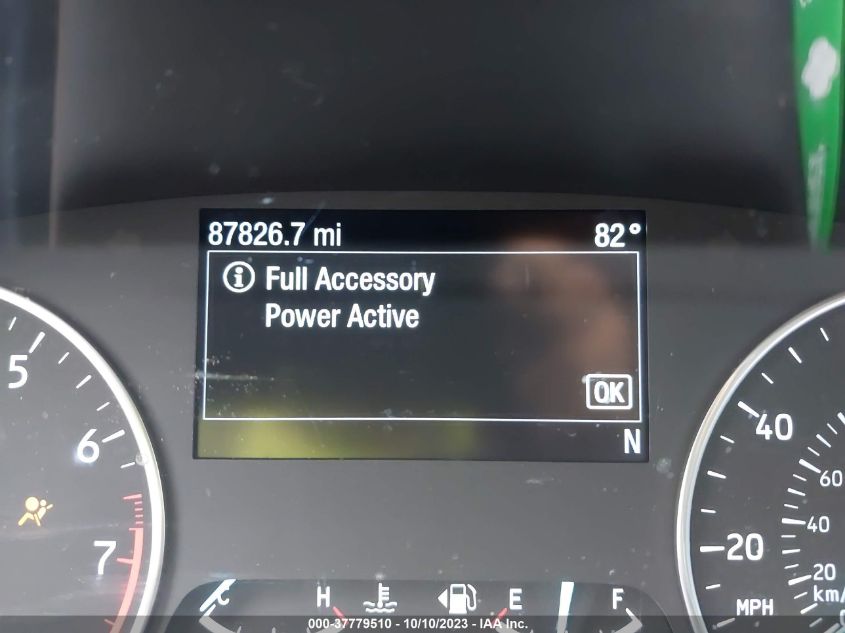 87826.7 mi 82°
Full Accessory
Power Active
OK
N
5
6
7
40
20
MPH
60
40
20
km/
C H E F
000-37779510 - 10/10/2023 - IAA Inc.